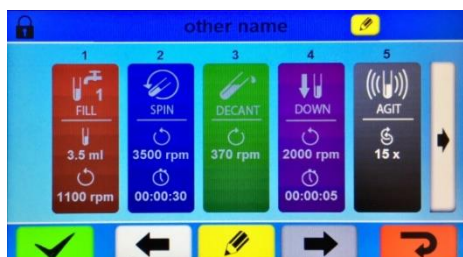 other name
1 2 3 4 5
1
FILL SPIN DECANT DOWN AGIT
3.5 ml 3500 rpm 370 rpm 2000 rpm 15 x
1100 rpm 00:00:30 00:00:05